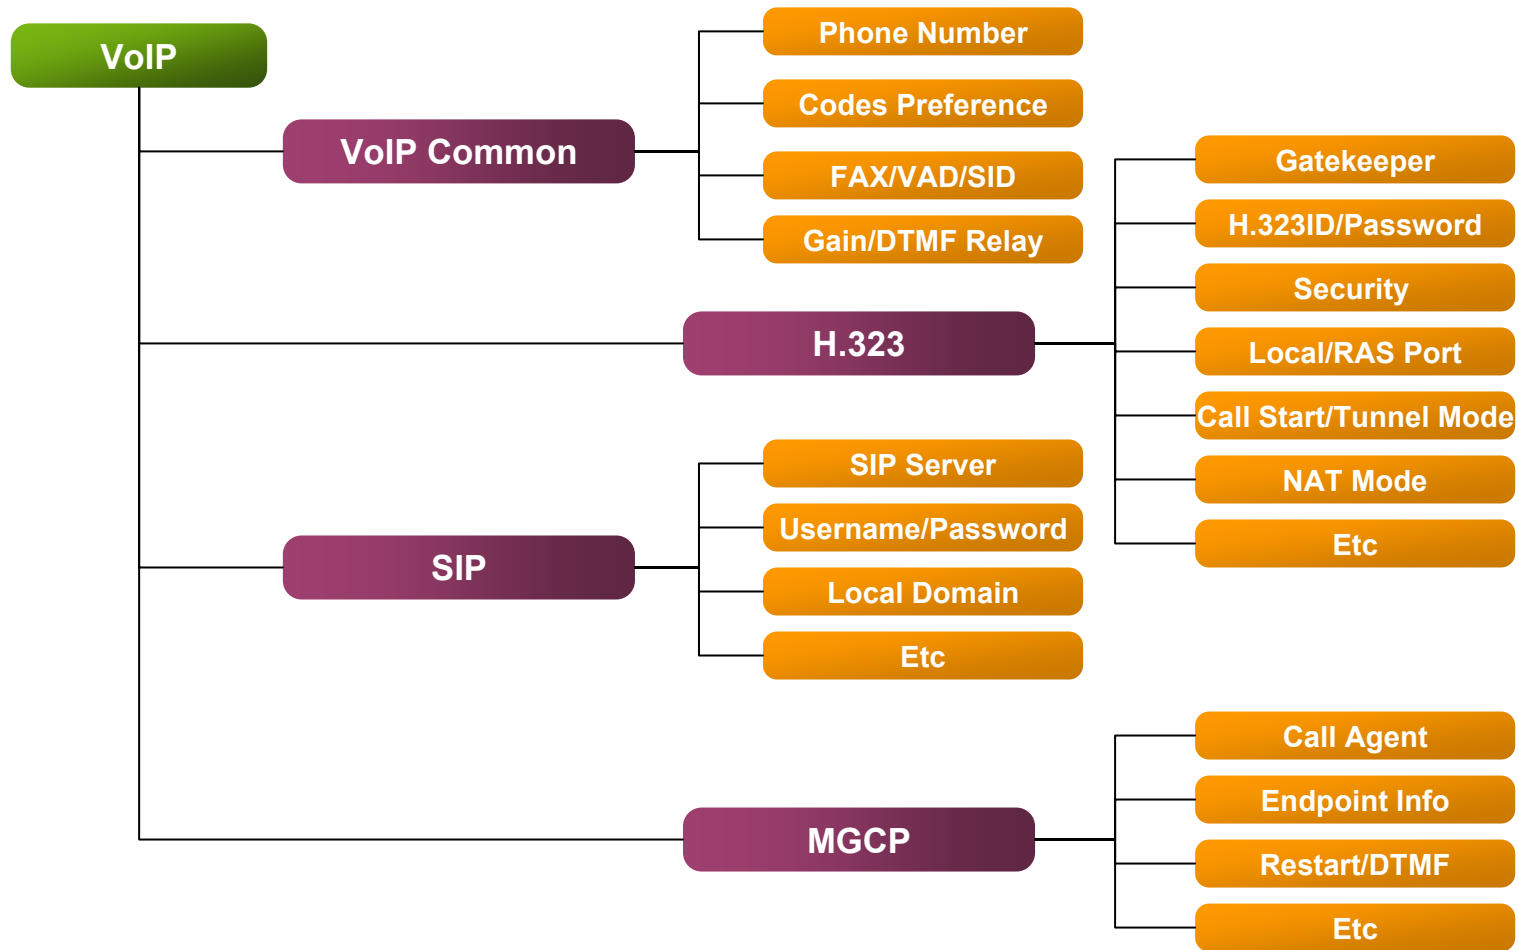 VoIP
VoIP Common
Phone Number
Codes Preference
FAX/VAD/SID
Gain/DTMF Relay
H.323
Gatekeeper
H.323ID/Password
Security
Local/RAS Port
Call Start/Tunnel Mode
NAT Mode
Etc
SIP
SIP Server
Username/Password
Local Domain
Etc
MGCP
Call Agent
Endpoint Info
Restart/DTMF
Etc